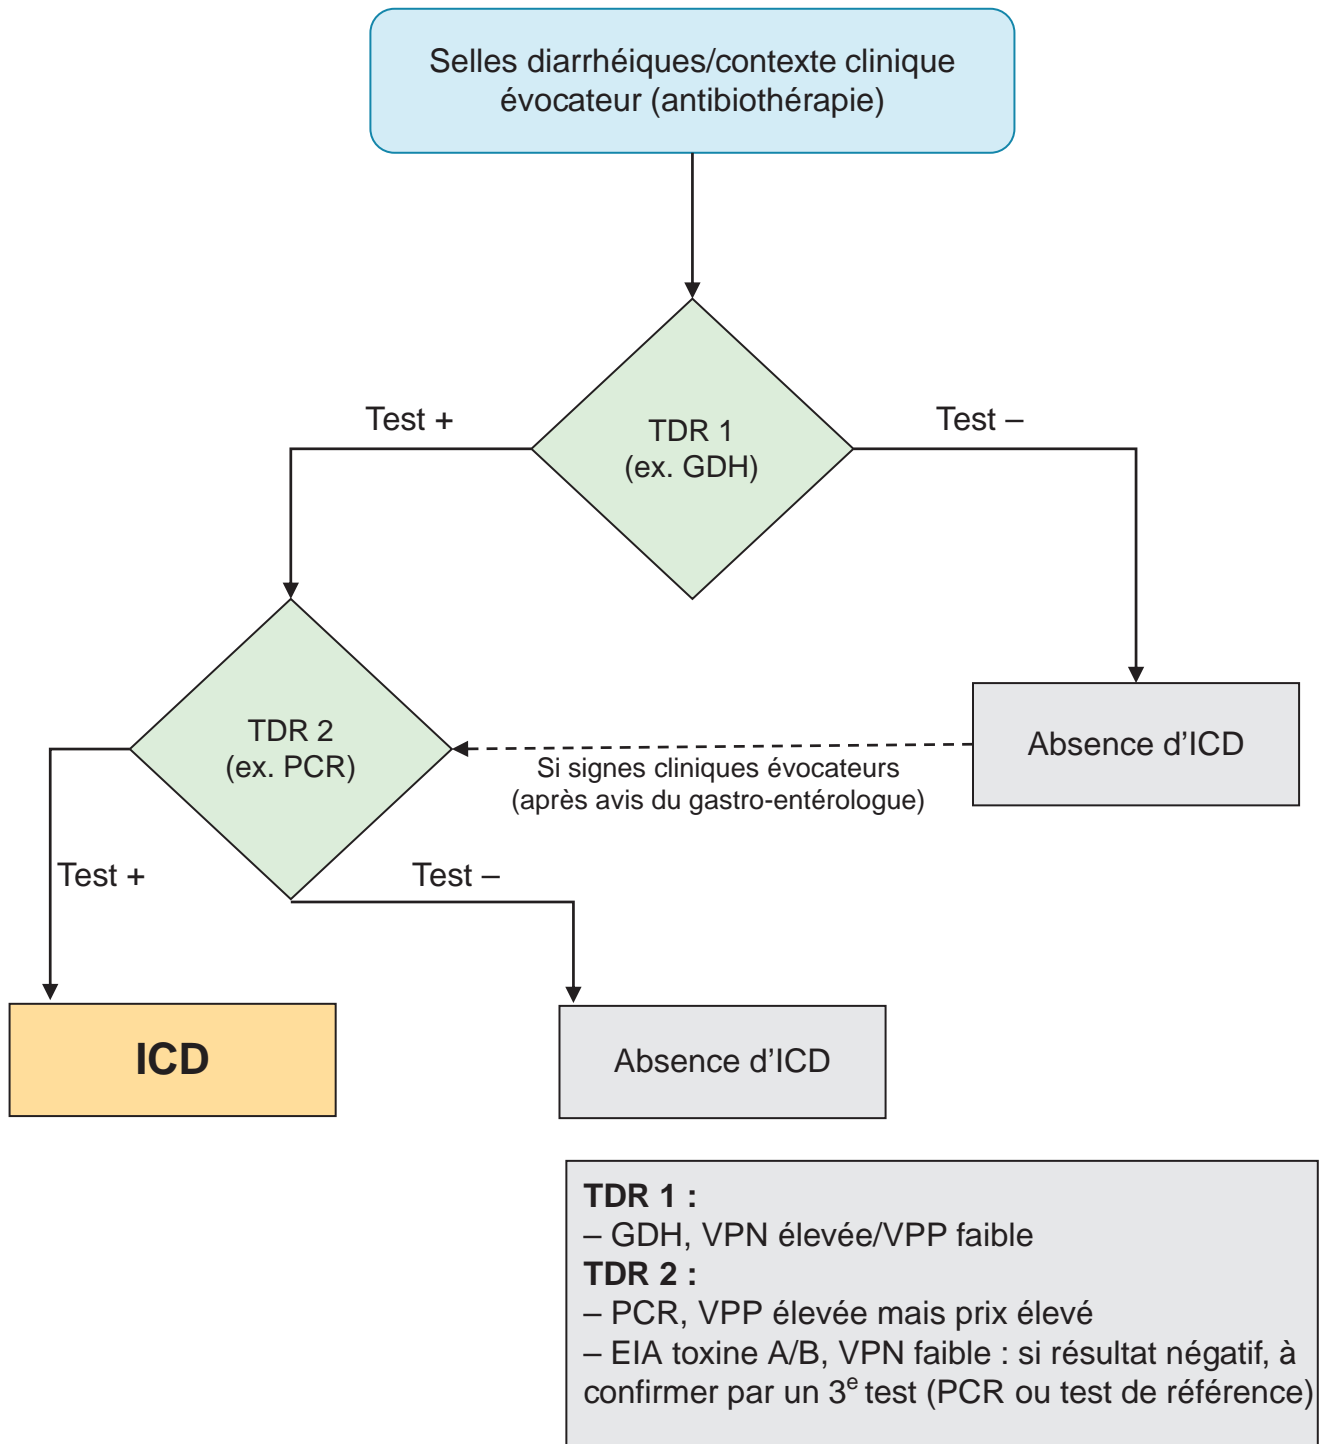 Selles diarrhéiques/contexte clinique
évocateur (antibiothérapie)
Test +
Test –
TDR 1
(ex. GDH)
TDR 2
(ex. PCR)
Absence d’ICD
Si signes cliniques évocateurs
(après avis du gastro-entérologue)
Test +
Test –
ICD
Absence d’ICD
TDR 1 :
– GDH, VPN élevée/VPP faible
TDR 2 :
– PCR, VPP élevée mais prix élevé
– EIA toxine A/B, VPN faible : si résultat négatif, à
confirmer par un 3e test (PCR ou test de référence)